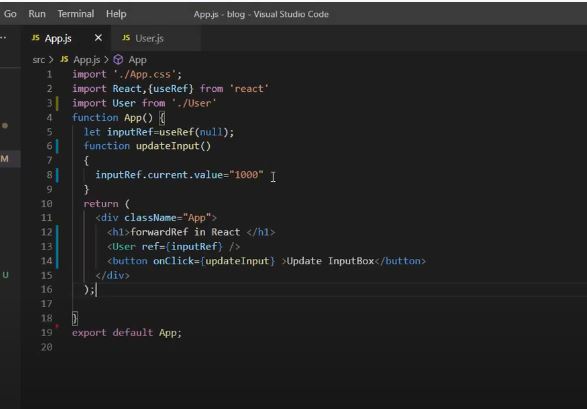 Go Run Terminal Help App.js - blog - Visual Studio Code
JS App.js × JS User.js
src > JS App.js > App
1 import './App.css';
2 import React,{useRef} from 'react'
3 import User from './User'
4 function App() {
5 let inputRef=useRef(null);
6 function updateInput()
7 {
8 inputRef.current.value="1000"
9 }
10 return (
11 <div className="App">
12 <h1>forwardRef in React </h1>
13 <User ref={inputRef} />
14 <button onClick={updateInput} >Update InputBox</button>
15 </div>
16 );
17
18 }
19 export default App;
20
M
U